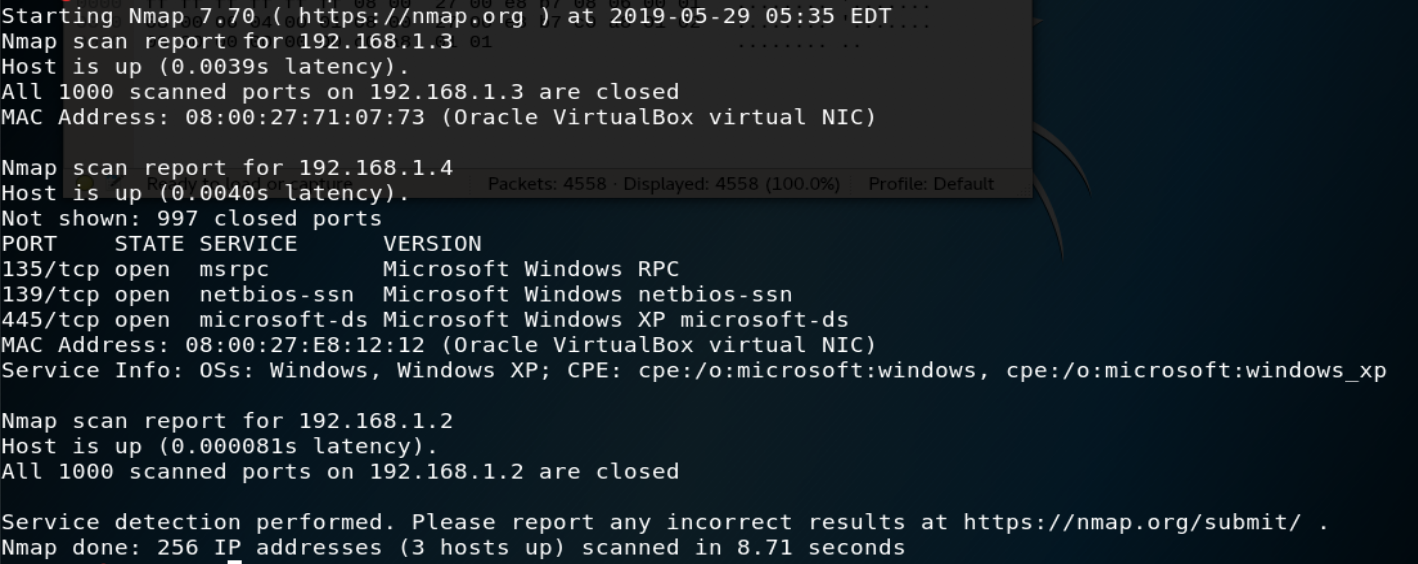 Starting Nmap 7.70 ( https://nmap.org ) at 2019-05-29 05:35 EDT
Nmap scan report for 192.168.1.3
Host is up (0.0039s latency).
All 1000 scanned ports on 192.168.1.3 are closed
MAC Address: 08:00:27:71:07:73 (Oracle VirtualBox virtual NIC)

Nmap scan report for 192.168.1.4
Ready to load or capture Packets: 4558 · Displayed: 4558 (100.0%) Profile: Default
Host is up (0.0040s latency).
Not shown: 997 closed ports
PORT    STATE SERVICE      VERSION
135/tcp open  msrpc        Microsoft Windows RPC
139/tcp open  netbios-ssn  Microsoft Windows netbios-ssn
445/tcp open  microsoft-ds Microsoft Windows XP microsoft-ds
MAC Address: 08:00:27:E8:12:12 (Oracle VirtualBox virtual NIC)
Service Info: OSs: Windows, Windows XP; CPE: cpe:/o:microsoft:windows, cpe:/o:microsoft:windows_xp

Nmap scan report for 192.168.1.2
Host is up (0.000081s latency).
All 1000 scanned ports on 192.168.1.2 are closed

Service detection performed. Please report any incorrect results at https://nmap.org/submit/ .
Nmap done: 256 IP addresses (3 hosts up) scanned in 8.71 seconds